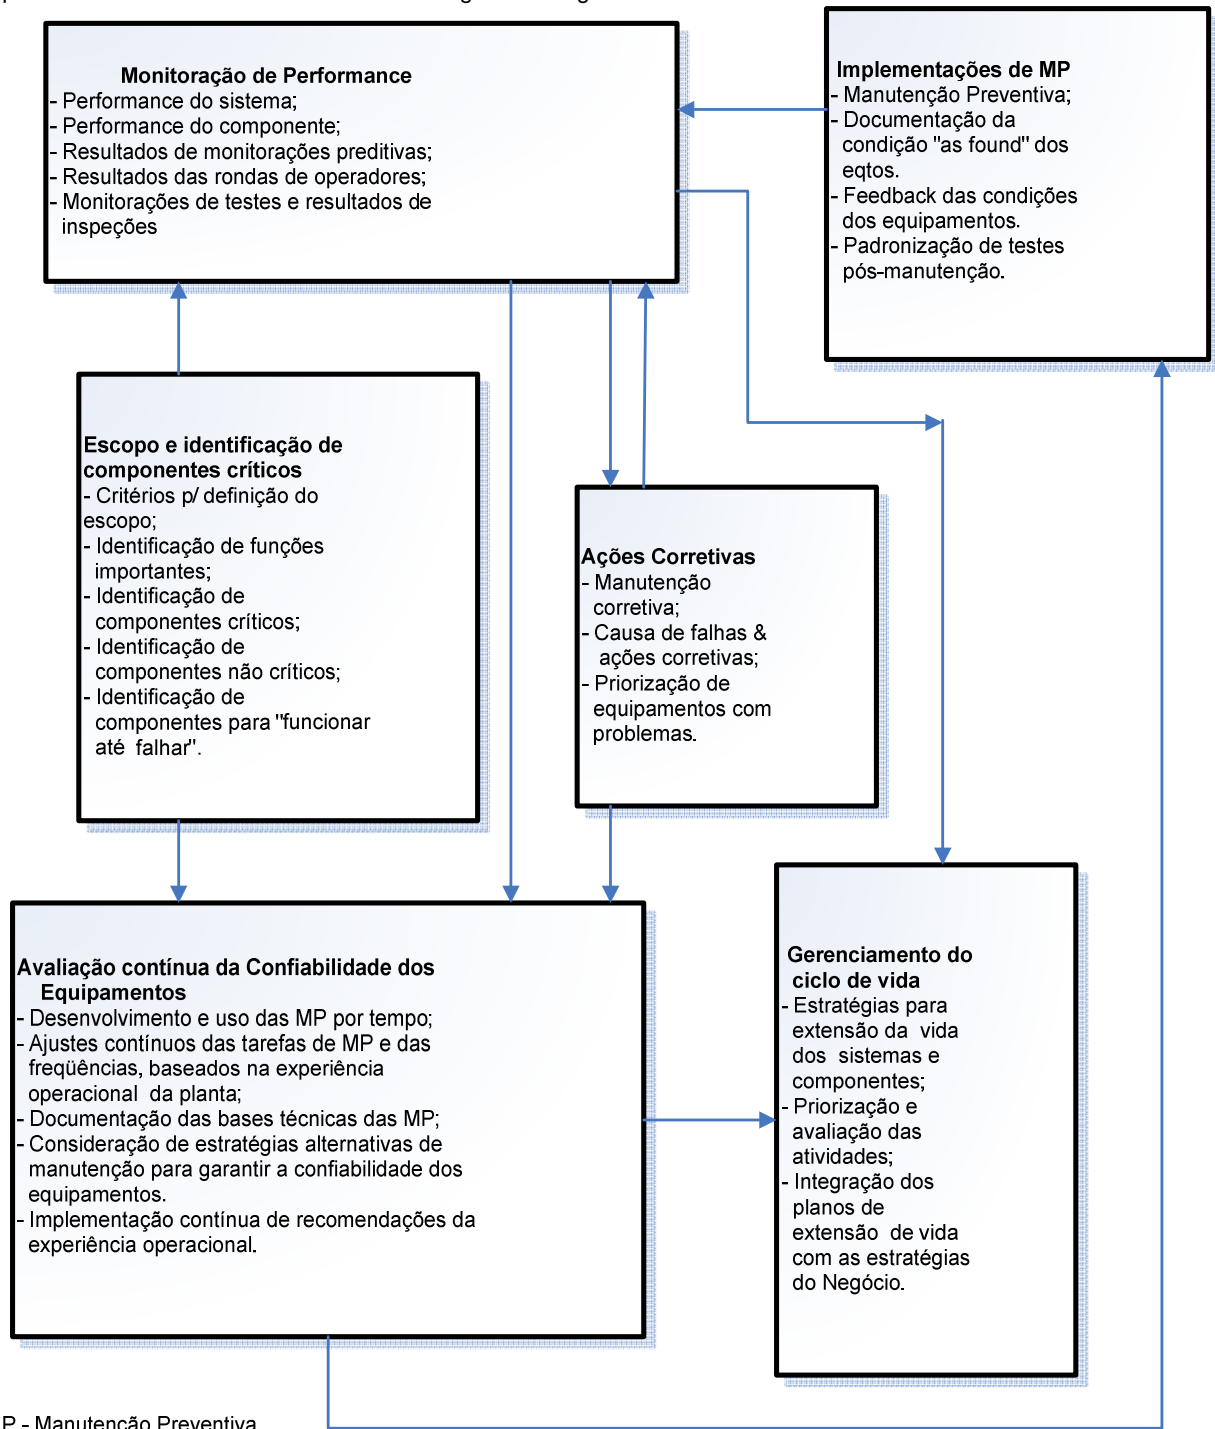 Monitoração de Performance
- Performance do sistema;
- Performance do componente;
- Resultados de monitorações preditivas;
- Resultados das rondas de operadores;
- Monitorações de testes e resultados de
inspeções
Implementações de MP
- Manutenção Preventiva;
- Documentação da
condição "as found" dos
eqtos.
- Feedback das condições
dos equipamentos.
- Padronização de testes
pós-manutenção.
Escopo e identificação de
componentes críticos
- Critérios p/ definição do
escopo;
- Identificação de funções
importantes;
- Identificação de
componentes críticos;
- Identificação de
componentes não críticos;
- Identificação de
componentes para "funcionar
até falhar".
Ações Corretivas
- Manutenção
corretiva;
- Causa de falhas &
ações corretivas;
- Priorização de
equipamentos com
problemas.
Avaliação contínua da Confiabilidade dos
Equipamentos
- Desenvolvimento e uso das MP por tempo;
- Ajustes contínuos das tarefas de MP e das
freqüências, baseados na experiência
operacional da planta;
- Documentação das bases técnicas das MP;
- Consideração de estratégias alternativas de
manutenção para garantir a confiabilidade dos
equipamentos.
- Implementação contínua de recomendações da
experiência operacional.
Gerenciamento do
ciclo de vida
- Estratégias para
extensão da vida
dos sistemas e
componentes;
- Priorização e
avaliação das
atividades;
- Integração dos
planos de
extensão de vida
com as estratégias
do Negócio.
P - Manutenção Preventiva